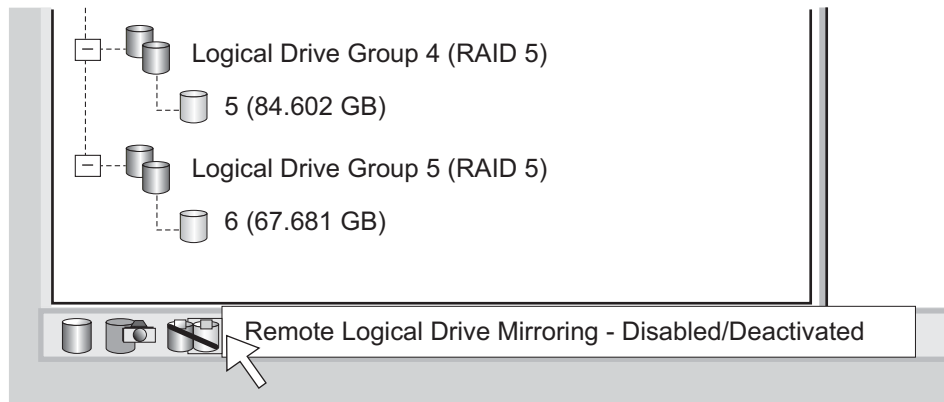 Logical Drive Group 4 (RAID 5)
5 (84.602 GB)
Logical Drive Group 5 (RAID 5)
6 (67.681 GB)
Remote Logical Drive Mirroring - Disabled/Deactivated